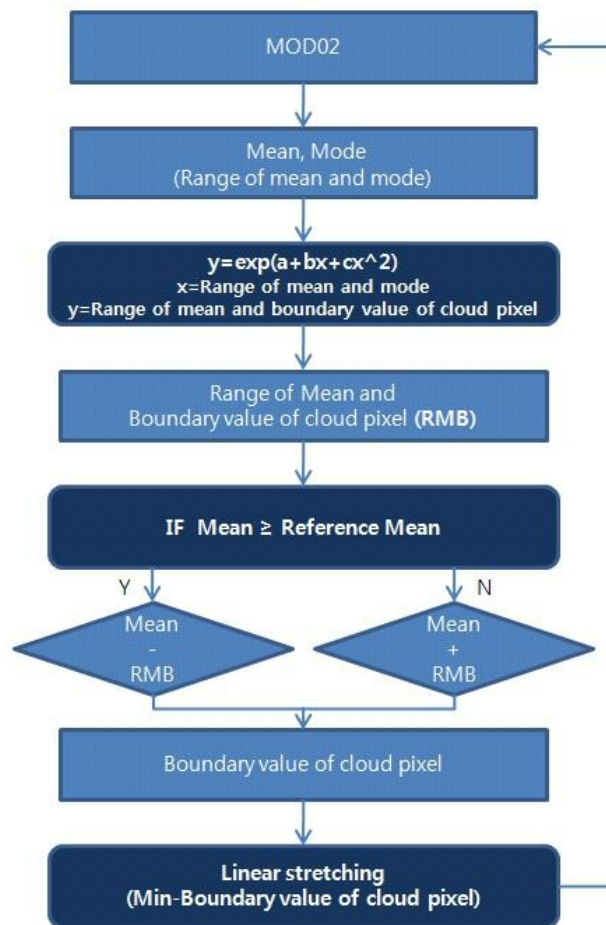 MOD02
Mean, Mode
(Range of mean and mode)
y=exp(a+bx+cx^2)
x=Range of mean and mode
y=Range of mean and boundary value of cloud pixel
Range of Mean and
Boundary value of cloud pixel (RMB)
IF Mean ≥ Reference Mean
Y
N
Mean
-
RMB
Mean
+
RMB
Boundary value of cloud pixel
Linear stretching
(Min-Boundary value of cloud pixel)